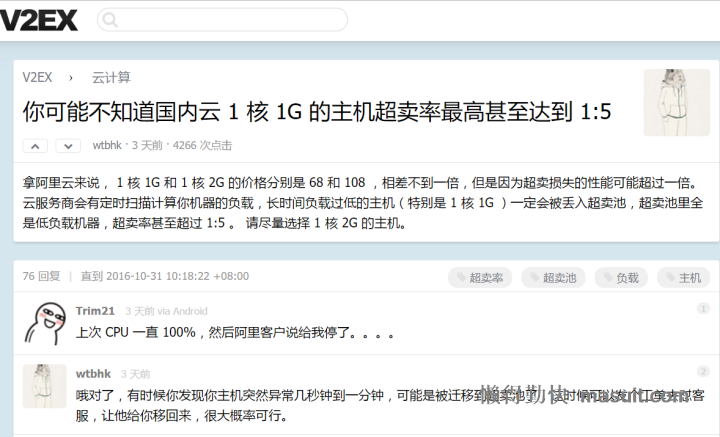 V2EX
V2EX › 云计算
你可能不知道国内云 1 核 1G 的主机超卖率最高甚至达到 1:5
wtbhk · 3 天前 · 4266 次点击
拿阿里云来说， 1 核 1G 和 1 核 2G 的价格分别是 68 和 108 ，相差不到一倍，但是因为超卖损失的性能可能超过一倍。
云服务商会有定时扫描计算你机器的负载，长时间负载过低的主机（ 特别是 1 核 1G ）一定会被丢入超卖池，超卖池里全
是低负载机器，超卖率甚至超过 1:5 。 请尽量选择 1 核 2G 的主机。
76 回复 | 直到 2016-10-31 10:18:22 +08:00 超卖率 超卖池 负载 主机
Trim21 3 天前 via Android 1
上次 CPU 一直 100%，然后阿里客户说给我停了。。。。
wtbhk 3 天前 2
哦对了，有时候你发现你主机突然异常几秒钟到一分钟，可能是被迁移到超卖池了，这时候可以发个工单去对客
服，让他给你移回来，很大概率可行。
懒得勤快 masuit.com